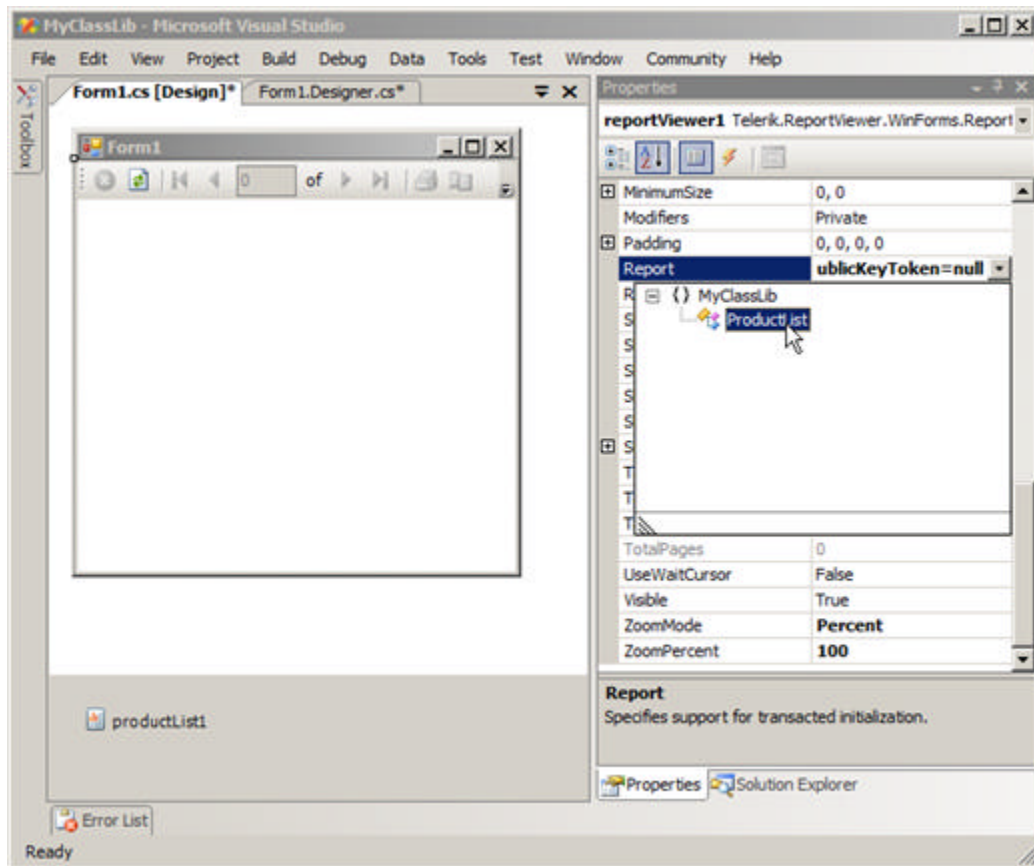 MyClassLib - Microsoft Visual Studio
File Edit View Project Build Debug Data Tools Test Window Community Help
Toolbox
Form1.cs [Design]* Form1.Designer.cs*
Form1
0 of
productList1
Properties
reportViewer1 Telerik.ReportViewer.WinForms.Report
MinimumSize 0, 0
Modifiers Private
Padding 0, 0, 0, 0
Report ublicKeyToken=null
R {} MyClassLib
S ProductList
S
S
S
S
S
T
T
T
TotalPages 0
UseWaitCursor False
Visible True
ZoomMode Percent
ZoomPercent 100
Report
Specifies support for transacted initialization.
Properties Solution Explorer
Error List
Ready